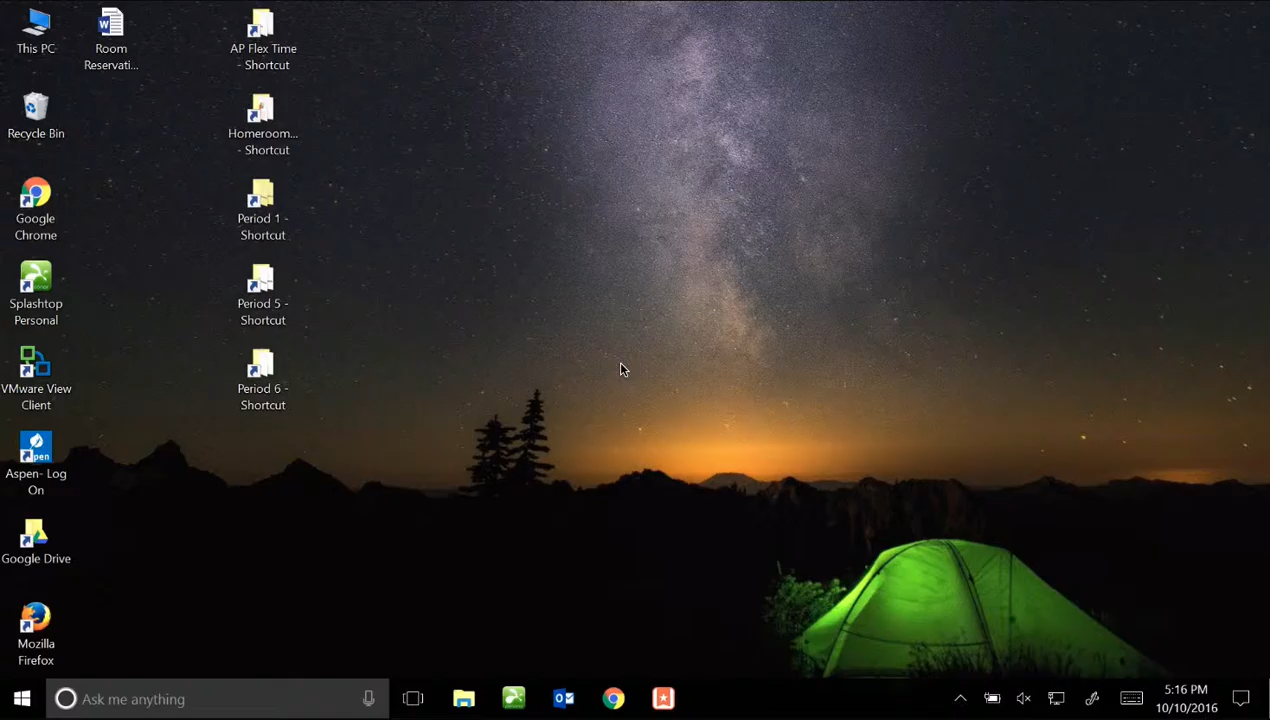 This PC
Room
Reservati...
AP Flex Time
- Shortcut
Recycle Bin
Homeroom...
- Shortcut
Google
Chrome
Period 1 -
Shortcut
Splashtop
Personal
Period 5 -
Shortcut
VMware View
Client
Period 6 -
Shortcut
Aspen- Log
On
Google Drive
Mozilla
Firefox
Ask me anything
5:16 PM
10/10/2016